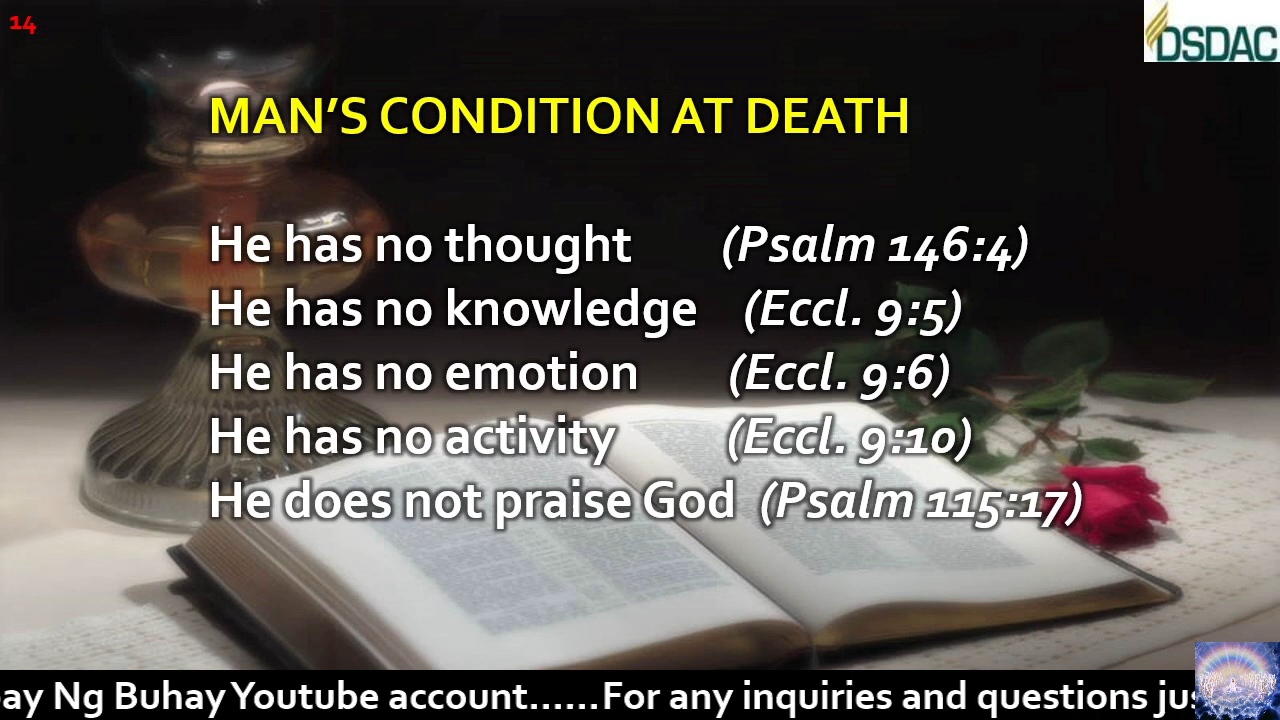 14
DSDAC
MAN’S CONDITION AT DEATH
He has no thought (Psalm 146:4)
He has no knowledge (Eccl. 9:5)
He has no emotion (Eccl. 9:6)
He has no activity (Eccl. 9:10)
He does not praise God (Psalm 115:17)
Ng Buhay Youtube account......For any inquiries and questions